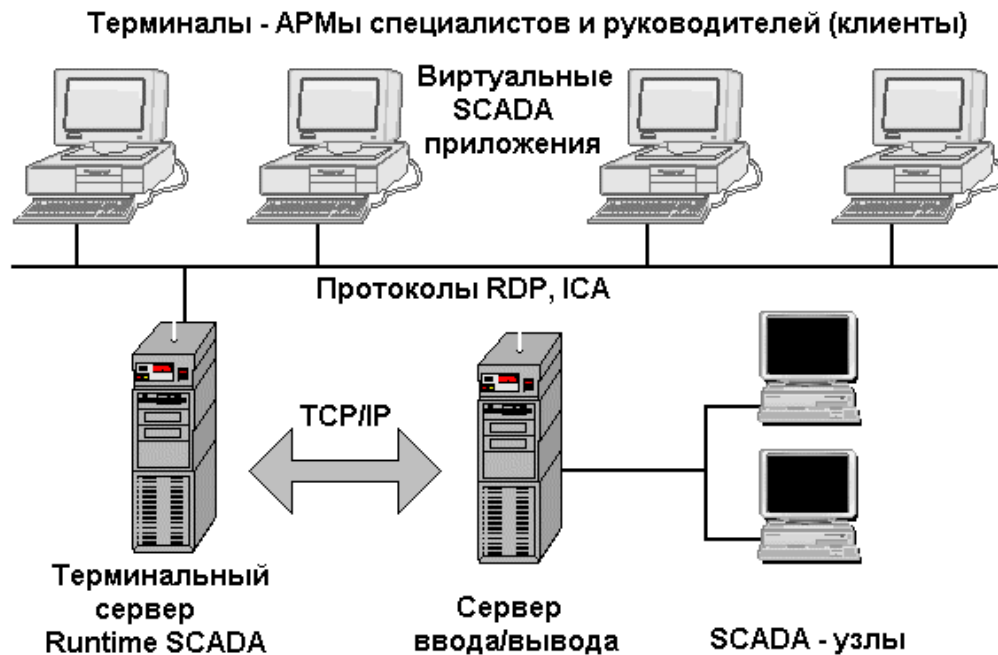 Терминалы - АРМы специалистов и руководителей (клиенты)
Виртуальные
SCADA
приложения
Протоколы RDP, ICA
TCP/IP
Терминальный
сервер
Runtime SCADA
Сервер
ввода/вывода
SCADA - узлы